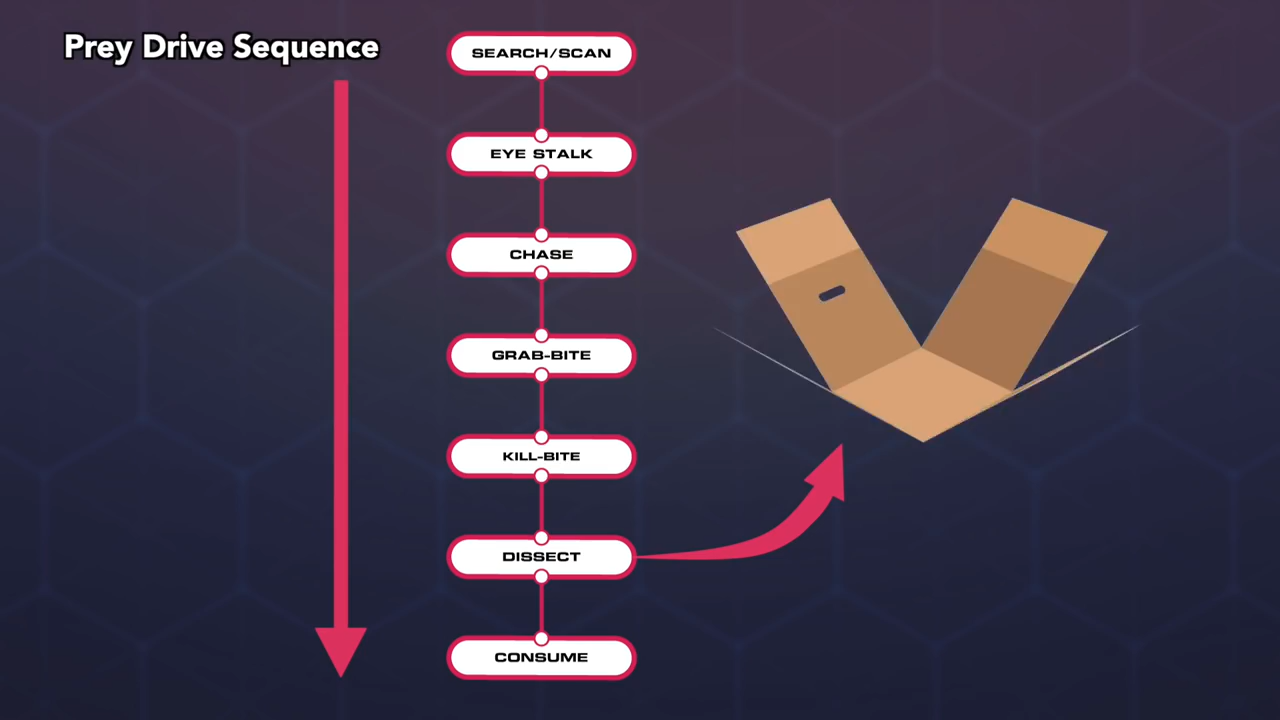 Prey Drive Sequence
SEARCH/SCAN
EYE STALK
CHASE
GRAB-BITE
KILL-BITE
DISSECT
CONSUME